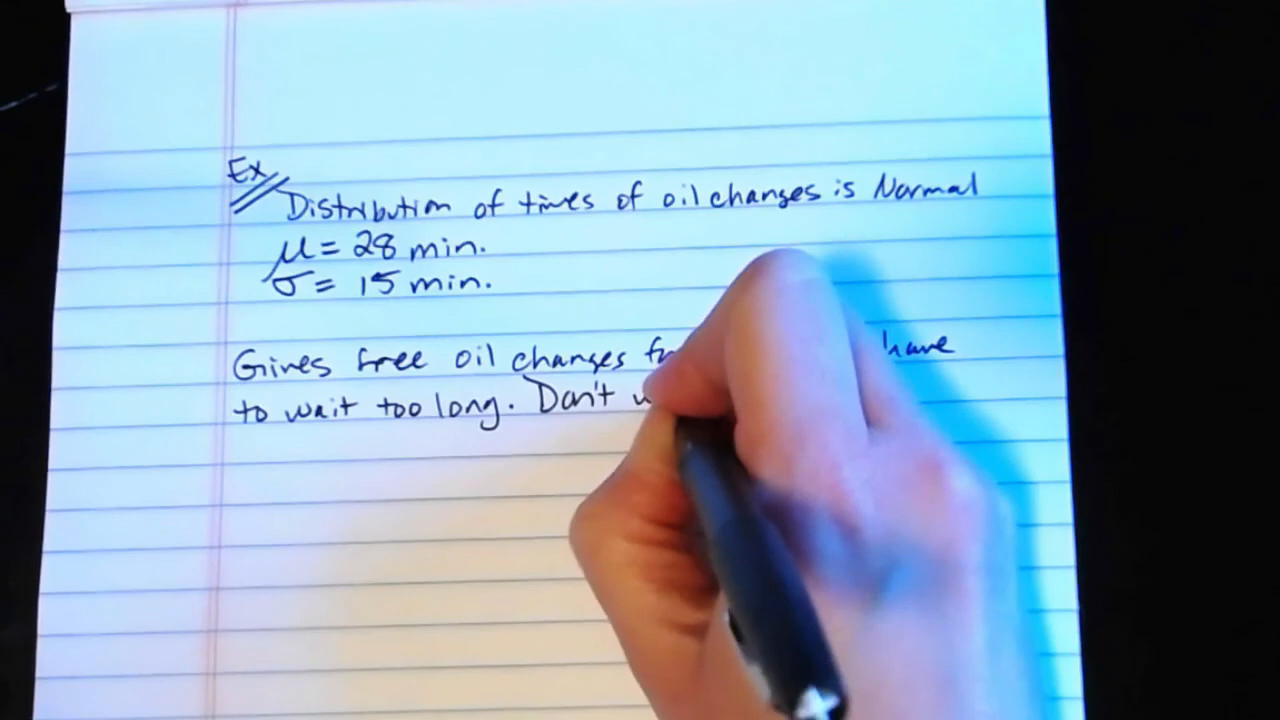 Ex
Distribution of times of oil changes is Normal
μ = 28 min.
σ = 15 min.
Gives free oil changes have
to wait too long. Don't